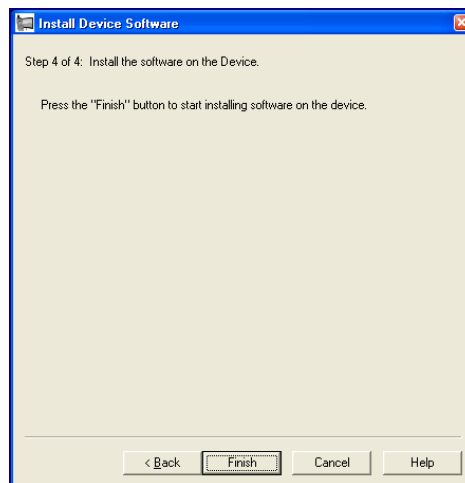 Install Device Software
Step 4 of 4: Install the software on the Device.
Press the "Finish" button to start installing software on the device.
< Back Finish Cancel Help